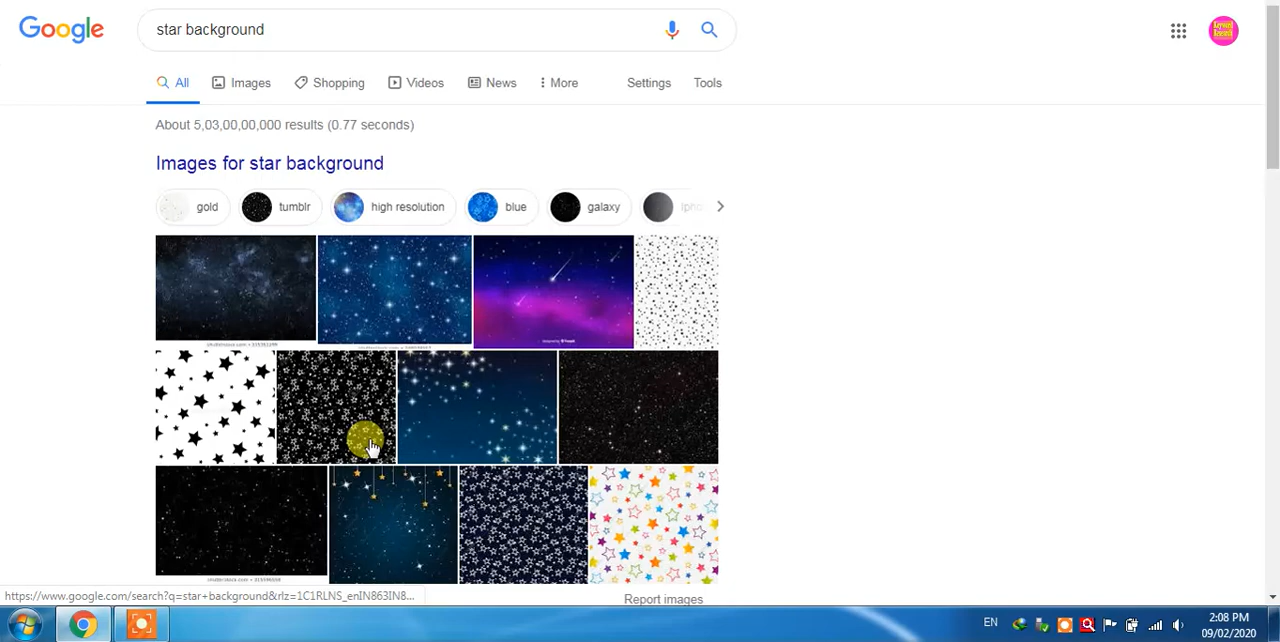 Google
star background
All
Images
Shopping
Videos
News
More
Settings
Tools
About 5,03,00,00,000 results (0.77 seconds)
Images for star background
gold
tumblr
high resolution
blue
galaxy
Report images
https://www.google.com/search?q=star+background&rlz=1C1RLNS_enIN863IN8...
EN
2:08 PM
09/02/2020